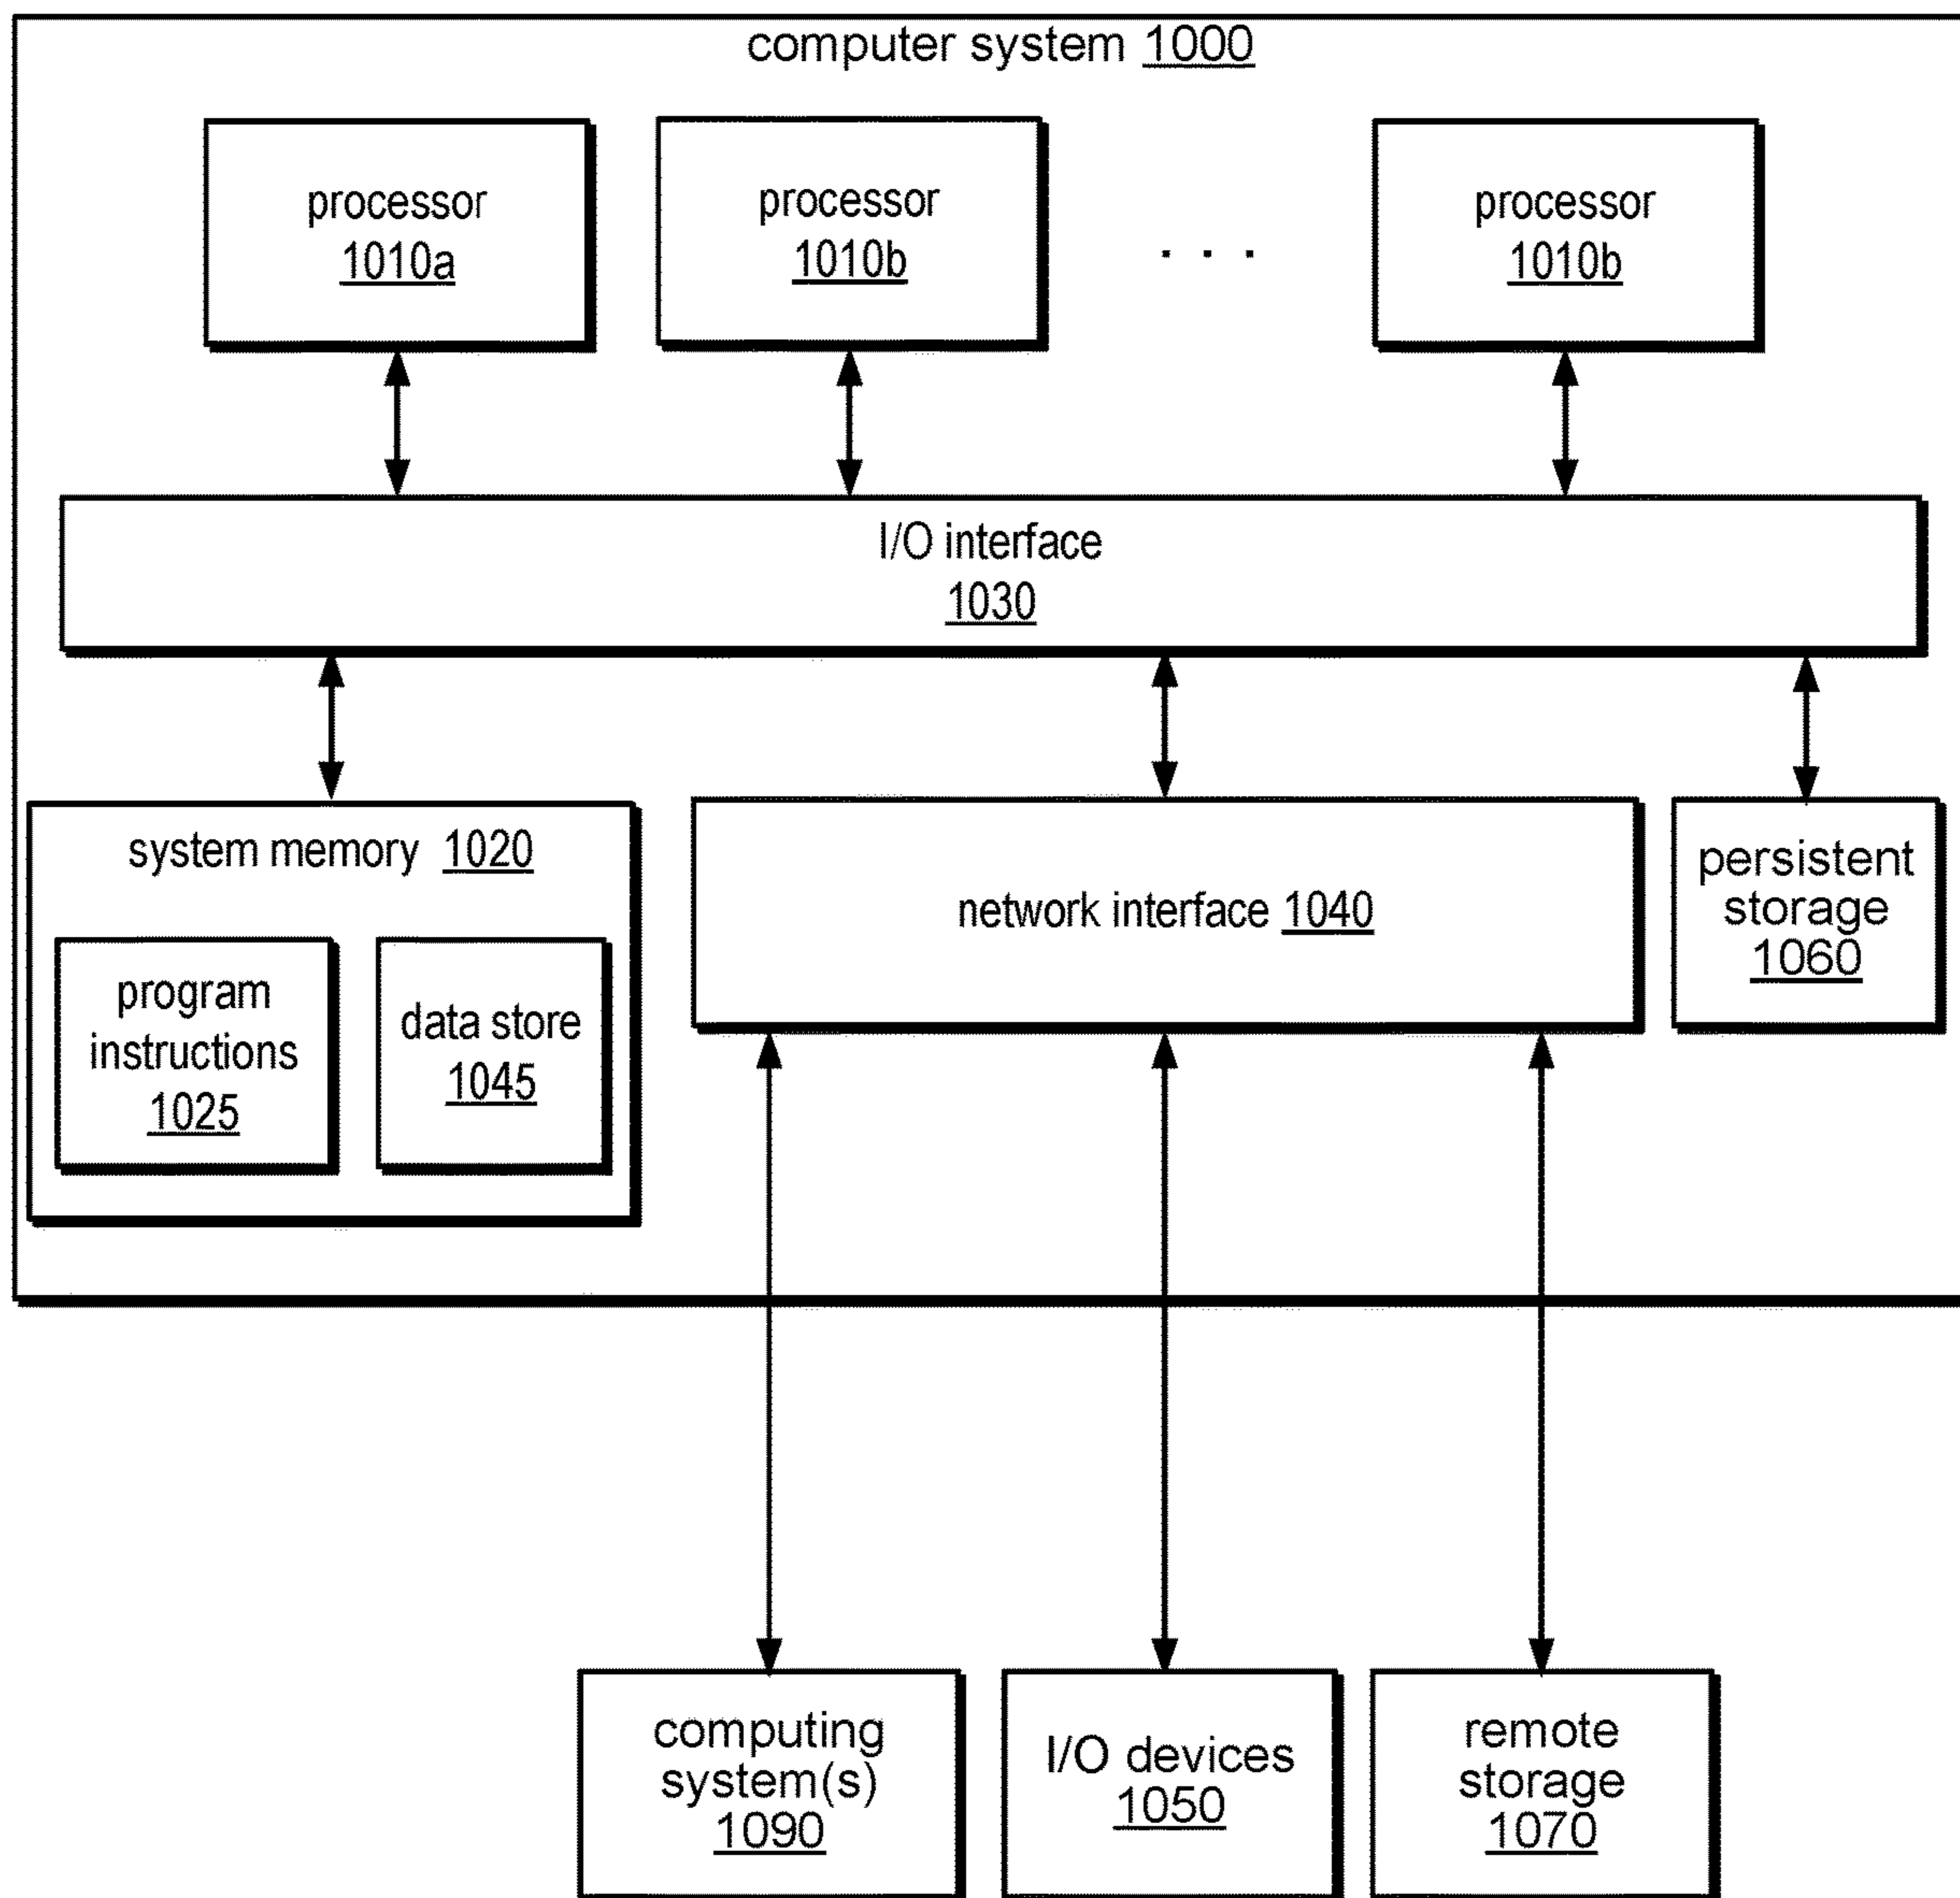 computer system 1000
processor
1010a
processor
1010b
. . .
processor
1010b
I/O interface
1030
system memory 1020
program
instructions
1025
data store
1045
network interface 1040
persistent
storage
1060
computing
system(s)
1090
I/O devices
1050
remote
storage
1070